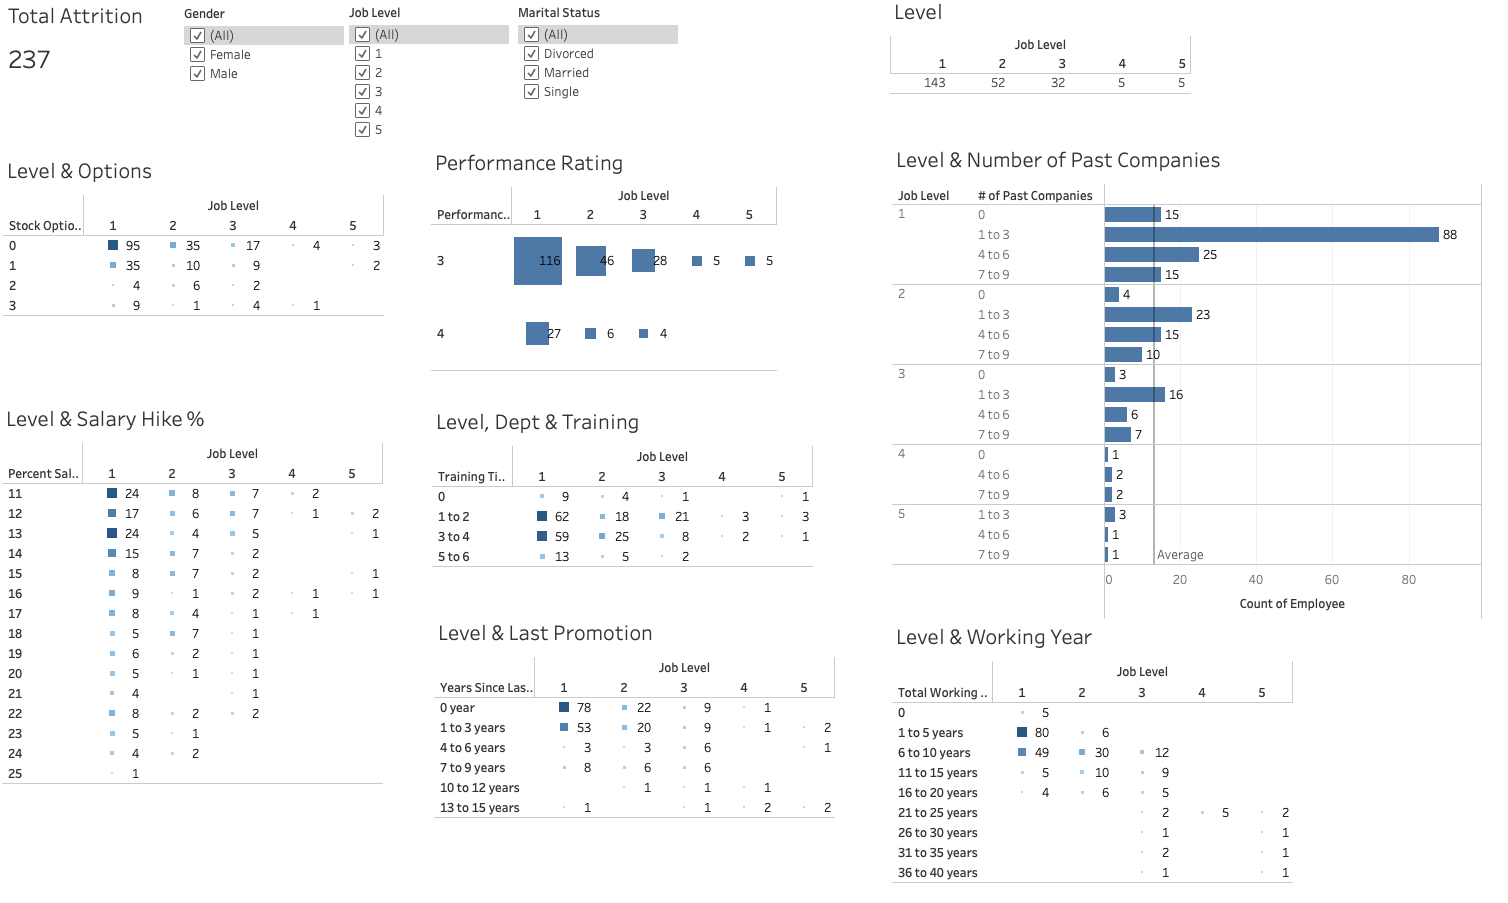 Total Attrition
237
Gender
(All)
Female
Male
Job Level
(All)
1
2
3
4
5
Marital Status
(All)
Divorced
Married
Single
Level
Job Level
1 2 3 4 5
143 52 32 5 5
Level & Options
Job Level
Stock Optio.. 1 2 3 4 5
0 95 35 17 4 3
1 35 10 9 2
2 4 6 2
3 9 1 4 1
Performance Rating
Job Level
Performanc.. 1 2 3 4 5
3 116 46 28 5 5
4 27 6 4
Level & Number of Past Companies
Job Level # of Past Companies
1 0 15
1 to 3 88
4 to 6 25
7 to 9 15
2 0 4
1 to 3 23
4 to 6 15
7 to 9 10
3 0 3
1 to 3 16
4 to 6 6
7 to 9 7
4 0 1
4 to 6 2
7 to 9 2
5 1 to 3 3
4 to 6 1
7 to 9 1 Average
0 20 40 60 80
Count of Employee
Level & Salary Hike %
Job Level
Percent Sal.. 1 2 3 4 5
11 24 8 7 2
12 17 6 7 1 2
13 24 4 5 1
14 15 7 2
15 8 7 2 1
16 9 1 2 1 1
17 8 4 1 1
18 5 7 1
19 6 2 1
20 5 1 1
21 4 1
22 8 2 2
23 5 1
24 4 2
25 1
Level, Dept & Training
Job Level
Training Ti.. 1 2 3 4 5
0 9 4 1 1
1 to 2 62 18 21 3 3
3 to 4 59 25 8 2 1
5 to 6 13 5 2
Level & Last Promotion
Job Level
Years Since Las.. 1 2 3 4 5
0 year 78 22 9 1
1 to 3 years 53 20 9 1 2
4 to 6 years 3 3 6 1
7 to 9 years 8 6 6
10 to 12 years 1 1 1
13 to 15 years 1 1 2 2
Level & Working Year
Job Level
Total Working .. 1 2 3 4 5
0 5
1 to 5 years 80 6
6 to 10 years 49 30 12
11 to 15 years 5 10 9
16 to 20 years 4 6 5
21 to 25 years 2 5 2
26 to 30 years 1 1
31 to 35 years 2 1
36 to 40 years 1 1